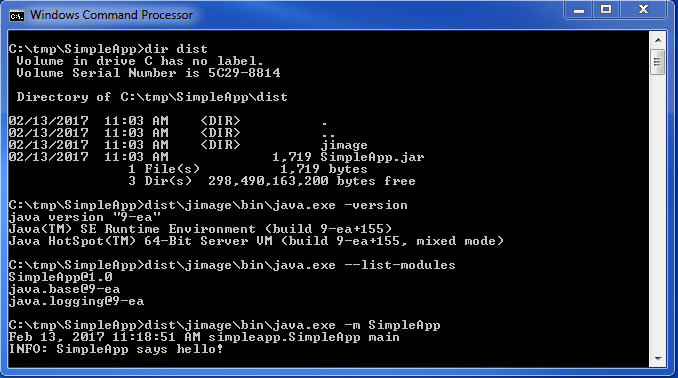 Windows Command Processor
C:\tmp\SimpleApp>dir dist
 Volume in drive C has no label.
 Volume Serial Number is 5C29-8814
 Directory of C:\tmp\SimpleApp\dist
02/13/2017  11:03 AM    <DIR>          .
02/13/2017  11:03 AM    <DIR>          ..
02/13/2017  11:03 AM    <DIR>          jimage
02/13/2017  11:03 AM             1,719 SimpleApp.jar
               1 File(s)          1,719 bytes
               3 Dir(s)  298,490,163,200 bytes free
C:\tmp\SimpleApp>dist\jimage\bin\java.exe -version
java version "9-ea"
Java(TM) SE Runtime Environment (build 9-ea+155)
Java HotSpot(TM) 64-Bit Server VM (build 9-ea+155, mixed mode)
C:\tmp\SimpleApp>dist\jimage\bin\java.exe --list-modules
SimpleApp@1.0
java.base@9-ea
java.logging@9-ea
C:\tmp\SimpleApp>dist\jimage\bin\java.exe -m SimpleApp
Feb 13, 2017 11:18:51 AM simpleapp.SimpleApp main
INFO: SimpleApp says hello!